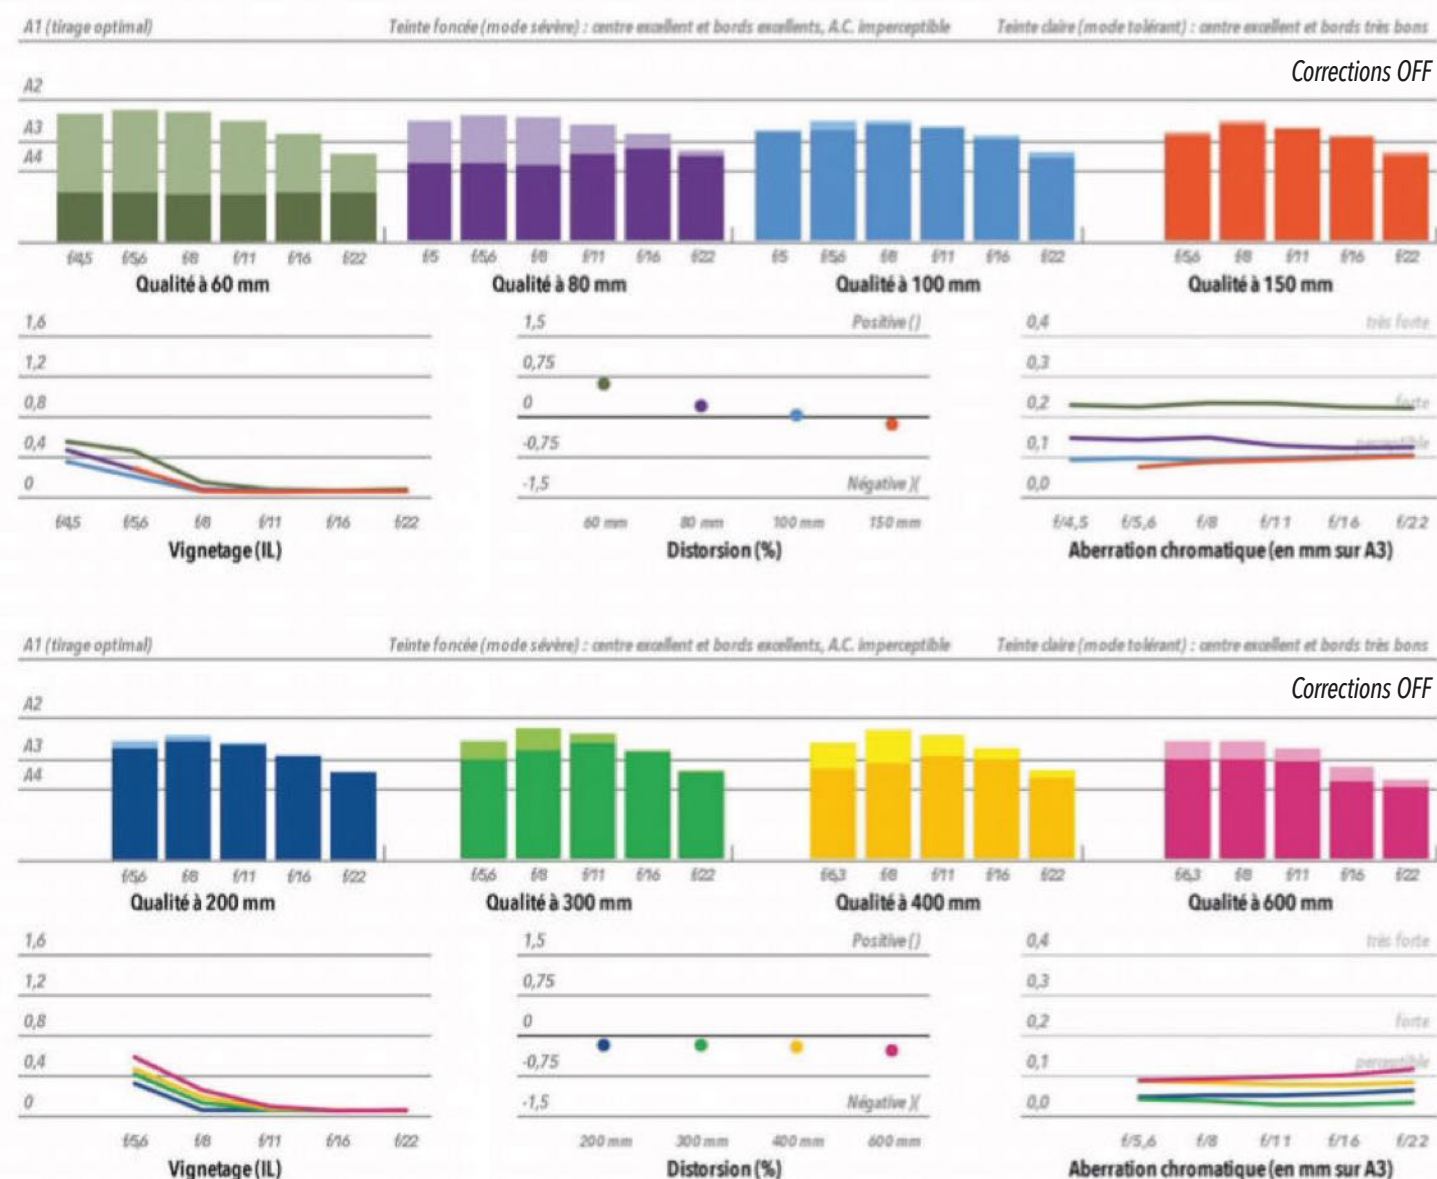 A1 (tirage optimal) Teinte foncée (mode sévère) : centre excellent et bords excellents, A.C. imperceptible Teinte claire (mode tolérant) : centre excellent et bords très bons
Corrections OFF
A2
A3
A4
f/4,5 f/5,6 f/8 f/11 f/16 f/22 f/5 f/5,6 f/8 f/11 f/16 f/22 f/5 f/5,6 f/8 f/11 f/16 f/22 f/5,6 f/8 f/11 f/16 f/22
Qualité à 60 mm Qualité à 80 mm Qualité à 100 mm Qualité à 150 mm
1,6 1,5 Positive () 0,4 très forte
1,2 0,75 0,3
0,8 0 0,2 forte
0,4 -0,75 0,1 perceptible
0 -1,5 Négative )( 0,0
f/4,5 f/5,6 f/8 f/11 f/16 f/22 60 mm 80 mm 100 mm 150 mm f/4,5 f/5,6 f/8 f/11 f/16 f/22
Vignetage (IL) Distorsion (%) Aberration chromatique (en mm sur A3)
A1 (tirage optimal) Teinte foncée (mode sévère) : centre excellent et bords excellents, A.C. imperceptible Teinte claire (mode tolérant) : centre excellent et bords très bons
Corrections OFF
A2
A3
A4
f/5,6 f/8 f/11 f/16 f/22 f/5,6 f/8 f/11 f/16 f/22 f/6,3 f/8 f/11 f/16 f/22 f/6,3 f/8 f/11 f/16 f/22
Qualité à 200 mm Qualité à 300 mm Qualité à 400 mm Qualité à 600 mm
1,6 1,5 Positive () 0,4 très forte
1,2 0,75 0,3
0,8 0 0,2 forte
0,4 -0,75 0,1 perceptible
0 -1,5 Négative )( 0,0
f/5,6 f/8 f/11 f/16 f/22 200 mm 300 mm 400 mm 600 mm f/5,6 f/8 f/11 f/16 f/22
Vignetage (IL) Distorsion (%) Aberration chromatique (en mm sur A3)